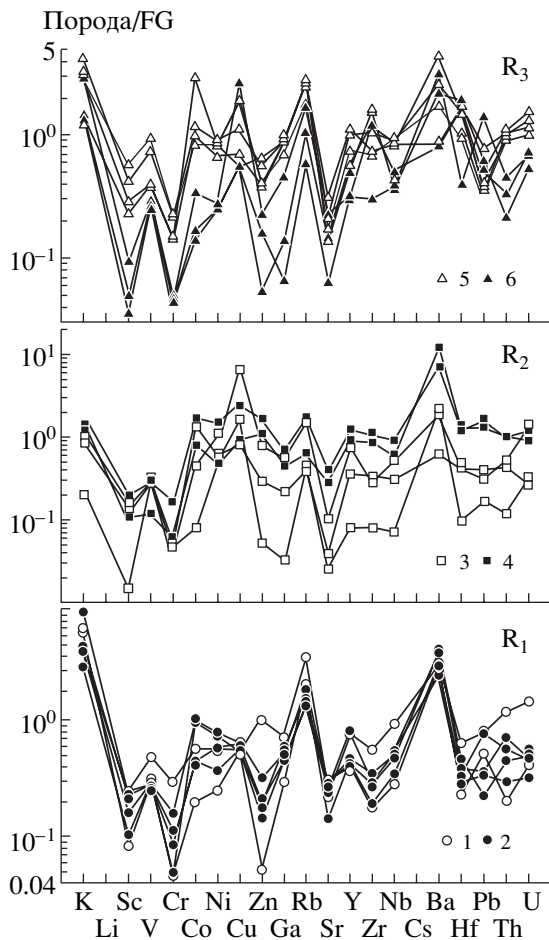 Порода/FG
5
R3
10^0
10^-1
5 6
R2
10^1
10^0
10^-1
3 4
R1
10^0
10^-1
1 2
0.04
K Sc V Cr Co Ni Cu Zn Ga Rb Sr Y Zr Nb Ba Hf Pb Th U
Li Cs